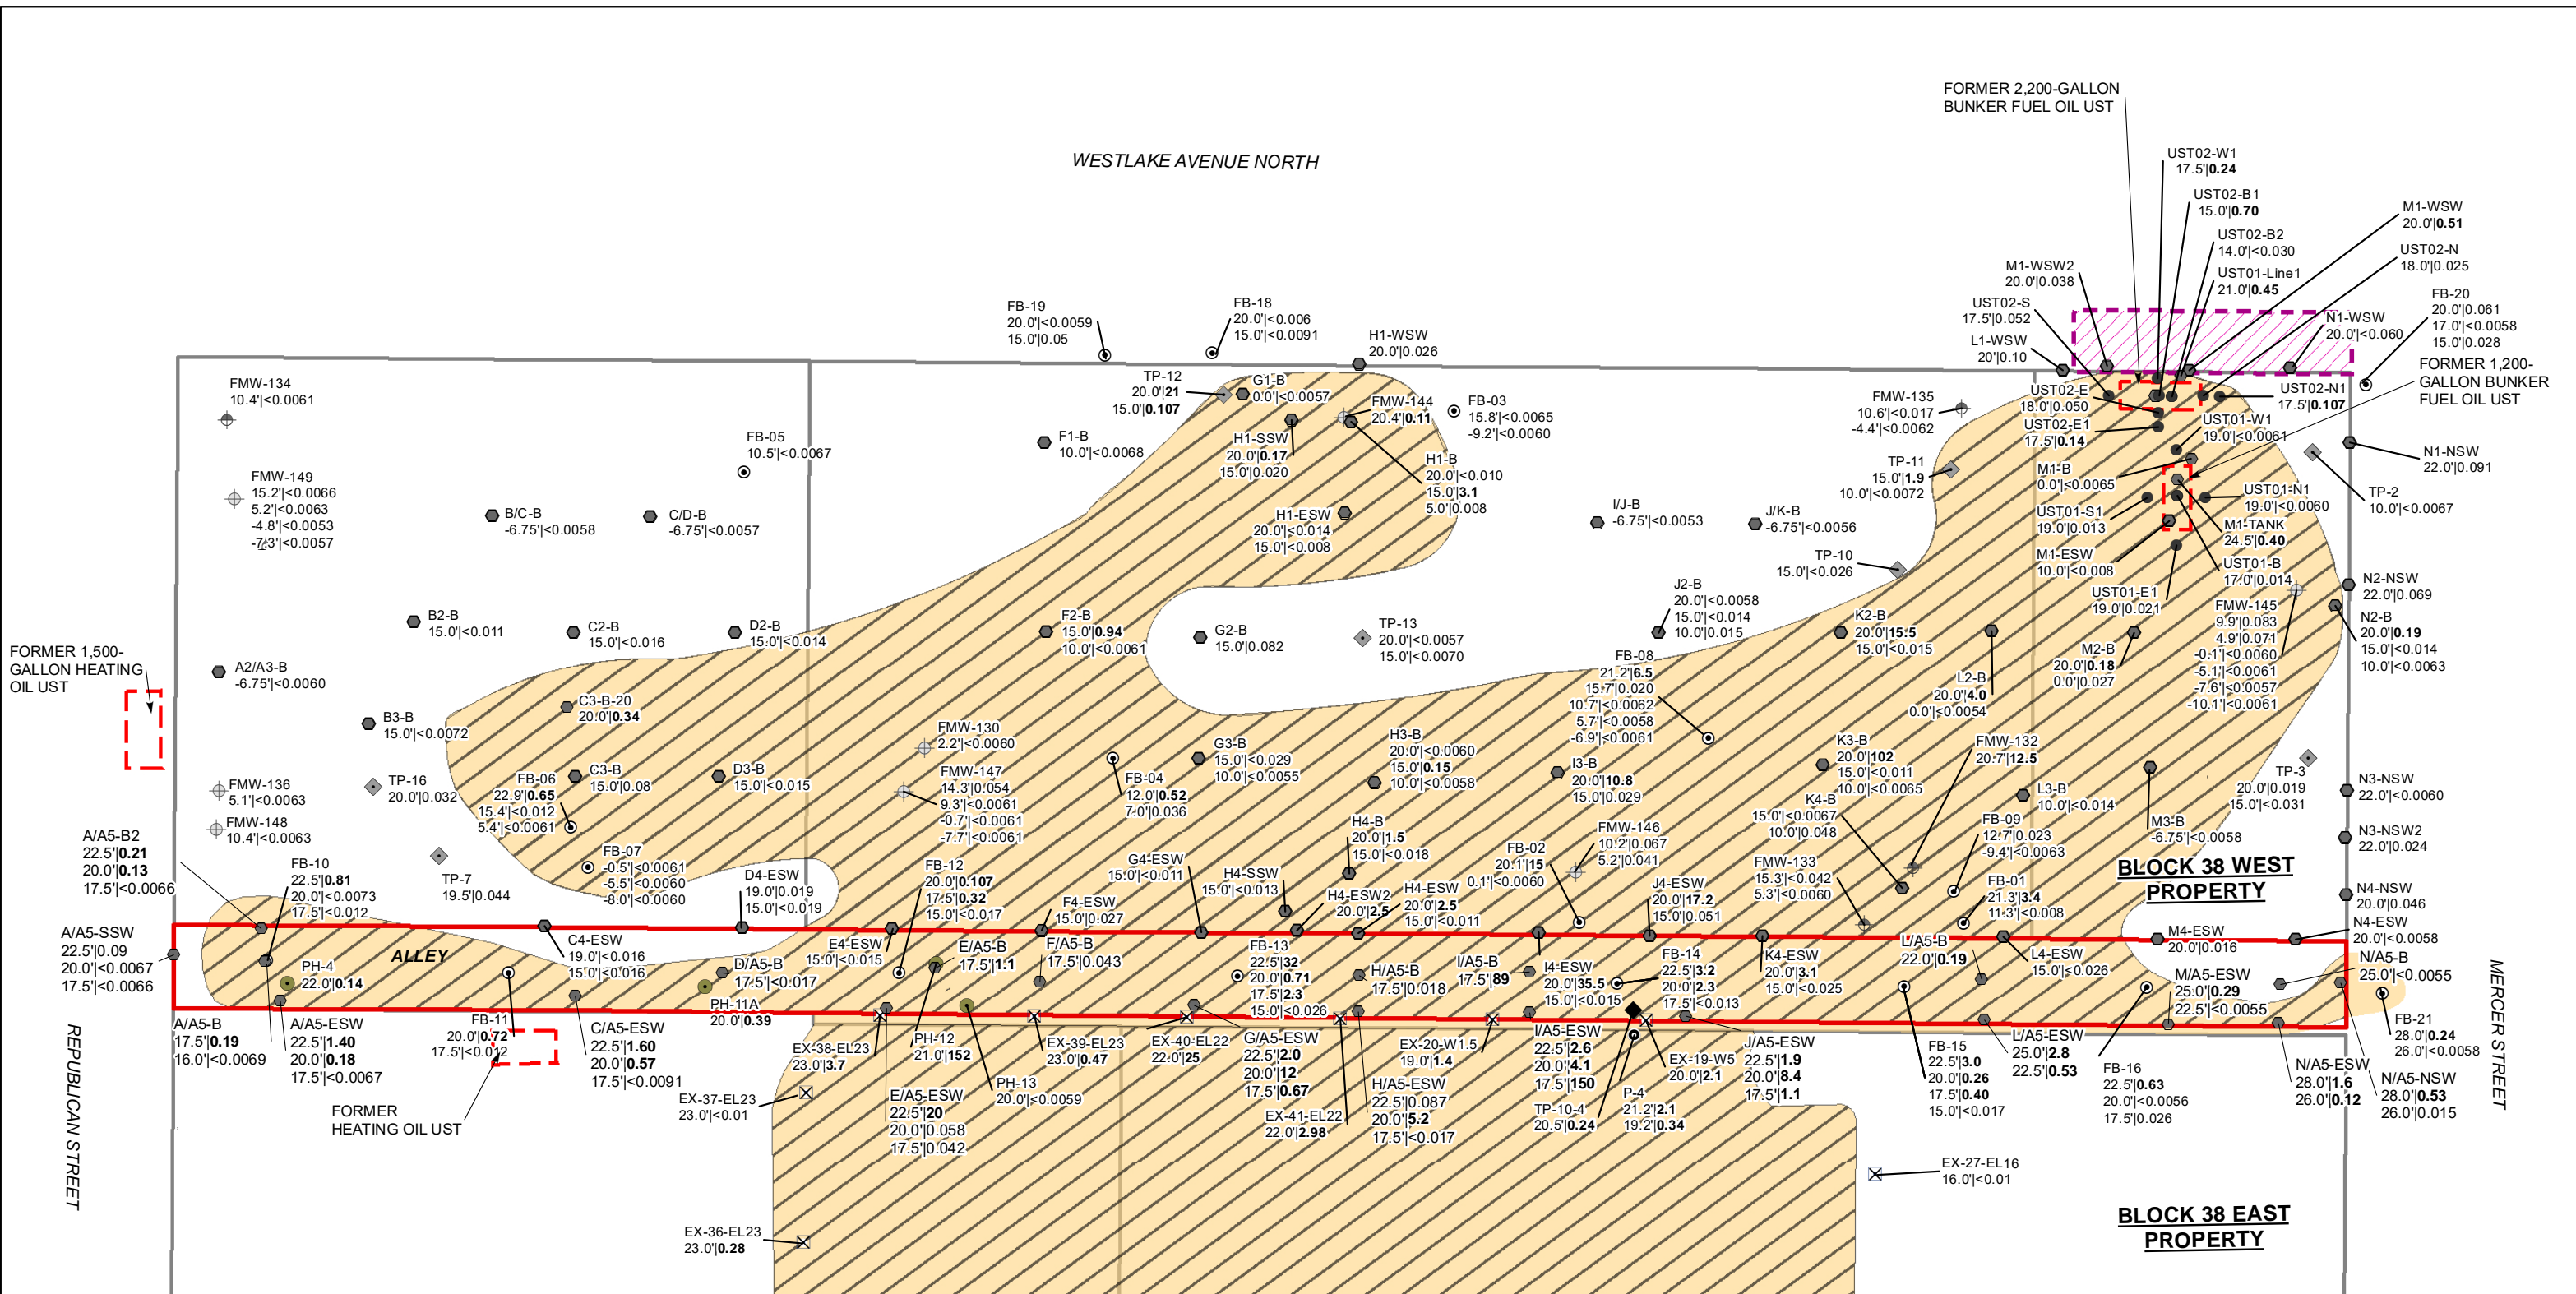 WESTLAKE AVENUE NORTH
FORMER 2,200-GALLON
BUNKER FUEL OIL UST
UST02-W1
17.5'|0.24
UST02-B1
15.0'|0.70
UST02-B2
14.0'|<0.030
UST01-Line1
21.0'|0.45
M1-WSW
20.0'|0.51
UST02-N
18.0'|0.025
FB-20
20.0'|0.061
17.0'|<0.0058
15.0'|0.028
N1-WSW
20.0'|<0.060
FORMER 1,200-
GALLON BUNKER
FUEL OIL UST
M1-WSW2
20.0'|0.038
UST02-S
17.5'|0.052
L1-WSW
20'|0.10
FB-19
20.0'|<0.0059
15.0'|0.05
FB-18
20.0'|<0.006
15.0'|<0.0091
H1-WSW
20.0'|0.026
FMW-134
10.4'|<0.0061
TP-12
20.0'|21
15.0'|0.107
G1-B
0.0'|<0.0057
FMW-144
20.4'|0.11
FB-03
15.8'|<0.0065
-9.2'|<0.0060
FMW-135
10.6'|<0.017
-4.4'|<0.0062
UST02-E
18.0'|0.050
UST02-E1
17.5'|0.14
UST02-N1
17.5'|0.107
UST01-W1
19.0'|<0.0061
FB-05
10.5'|<0.0067
F1-B
10.0'|<0.0068
H1-SSW
20.0'|0.17
15.0'|0.020
H1-B
20.0'|<0.010
15.0'|3.1
5.0'|0.008
TP-11
15.0'|1.9
10.0'|<0.0072
M1-B
0.0'|<0.0065
N1-NSW
22.0'|0.091
FMW-149
15.2'|<0.0066
5.2'|<0.0063
-4.8'|<0.0053
-7.3'|<0.0057
B/C-B
-6.75'|<0.0058
C/D-B
-6.75'|<0.0057
H1-ESW
20.0'|<0.014
15.0'|<0.008
I/J-B
-6.75'|<0.0053
J/K-B
-6.75'|<0.0056
UST01-S1
19.0'|0.013
UST01-N1
19.0'|<0.0060
TP-2
10.0'|<0.0067
M1-TANK
24.5'|0.40
M1-ESW
10.0'|<0.008
UST01-B
17.0'|0.014
TP-10
15.0'|<0.026
UST01-E1
19.0'|0.021
N2-NSW
22.0'|0.069
FMW-145
9.9'|0.083
4.9'|0.071
-0.1'|<0.0060
-5.1'|<0.0061
-7.6'|<0.0057
-10.1'|<0.0061
N2-B
20.0'|0.19
15.0'|<0.014
10.0'|<0.0063
FORMER 1,500-
GALLON HEATING
OIL UST
B2-B
15.0'|<0.011
C2-B
15.0'|<0.016
D2-B
15.0'|<0.014
F2-B
15.0'|0.94
10.0'|<0.0061
G2-B
15.0'|0.082
TP-13
20.0'|<0.0057
15.0'|<0.0070
J2-B
20.0'|<0.0058
15.0'|<0.014
10.0'|0.015
K2-B
20.0'|15.5
15.0'|<0.015
M2-B
20.0'|0.18
0.0'|0.027
A2/A3-B
-6.75'|<0.0060
FB-08
21.2'|6.5
15.7'|0.020
10.7'|<0.0062
5.7'|<0.0058
-6.9'|<0.0061
L2-B
20.0'|4.0
0.0'|<0.0054
B3-B
15.0'|<0.0072
C3-B-20
20.0'|0.34
FMW-130
2.2'|<0.0060
G3-B
15.0'|<0.029
10.0'|<0.0055
H3-B
20.0'|<0.0060
15.0'|0.15
10.0'|<0.0058
I3-B
20.0'|10.8
15.0'|0.029
K3-B
20.0'|102
15.0'|<0.011
10.0'|<0.0065
FMW-132
20.7'|12.5
FMW-136
5.1'|<0.0063
TP-16
20.0'|0.032
FB-06
22.9'|0.65
15.4'|<0.012
5.4'|<0.0061
C3-B
15.0'|0.08
D3-B
15.0'|<0.015
FMW-147
14.3'|0.054
9.3'|<0.0061
-0.7'|<0.0061
-7.7'|<0.0061
FB-04
12.0'|0.52
7.0'|0.036
L3-B
10.0'|<0.014
M3-B
-6.75'|<0.0058
TP-3
20.0'|0.019
15.0'|<0.031
N3-NSW
22.0'|<0.0060
FMW-148
10.4'|<0.0063
A/A5-B2
22.5'|0.21
20.0'|0.13
17.5'|<0.0066
H4-B
20.0'|1.5
15.0'|<0.018
FMW-146
10.2'|0.067
5.2'|0.041
K4-B
15.0'|<0.0067
10.0'|0.048
FB-09
12.7'|0.023
-9.4'|<0.0063
N3-NSW2
22.0'|0.024
FB-10
22.5'|0.81
20.0'|<0.0073
17.5'|<0.012
TP-7
19.5'|0.044
FB-07
-0.5'|<0.0061
-5.5'|<0.0060
-8.0'|<0.0060
D4-ESW
19.0'|0.019
15.0'|<0.019
FB-12
20.0'|0.107
17.5'|0.32
15.0'|<0.017
G4-ESW
15.0'|<0.011
H4-SSW
15.0'|<0.013
H4-ESW2
20.0'|2.5
H4-ESW
20.0'|2.5
15.0'|<0.011
FB-02
20.1'|15
0.1'|<0.0060
J4-ESW
20.0'|17.2
15.0'|0.051
FMW-133
15.3'|<0.042
5.3'|<0.0060
FB-01
21.3'|3.4
11.3'|<0.008
BLOCK 38 WEST
PROPERTY
N4-NSW
20.0'|0.046
F4-ESW
15.0'|0.027
A/A5-SSW
22.5'|0.09
20.0'|<0.0067
17.5'|<0.0066
ALLEY
C4-ESW
19.0'|<0.016
15.0'|<0.016
E4-ESW
15.0'|<0.015
E/A5-B
17.5'|1.1
F/A5-B
17.5'|0.043
FB-13
22.5'|32
20.0'|0.71
17.5'|2.3
15.0'|<0.026
H/A5-B
17.5'|0.018
I/A5-B
17.5'|89
I4-ESW
20.0'|35.5
15.0'|<0.015
FB-14
22.5'|3.2
20.0'|2.3
17.5'|<0.013
K4-ESW
20.0'|3.1
15.0'|<0.025
L/A5-B
22.0'|0.19
L4-ESW
15.0'|<0.026
M4-ESW
20.0'|0.016
N4-ESW
20.0'|<0.0058
N/A5-B
25.0'|<0.0055
PH-4
22.0'|0.14
D/A5-B
17.5'|<0.017
PH-11A
20.0'|0.39
M/A5-ESW
25.0'|0.29
22.5'|<0.0055
MERCER STREET
REPUBLICAN STREET
A/A5-B
17.5'|0.19
16.0'|<0.0069
A/A5-ESW
22.5'|1.40
20.0'|0.18
17.5'|<0.0067
FB-11
20.0'|0.72
17.5'|<0.012
C/A5-ESW
22.5'|1.60
20.0'|0.57
17.5'|<0.0091
FORMER
HEATING OIL UST
EX-38-EL23
23.0'|3.7
PH-12
21.0'|152
EX-39-EL23
23.0'|0.47
EX-40-EL22
22.0'|25
G/A5-ESW
22.5'|2.0
20.0'|12
17.5'|0.67
EX-20-W1.5
19.0'|1.4
I/A5-ESW
22.5'|2.6
20.0'|4.1
17.5'|150
EX-19-W5
20.0'|2.1
J/A5-ESW
22.5'|1.9
20.0'|8.4
17.5'|1.1
FB-15
22.5'|3.0
20.0'|0.26
17.5'|0.40
15.0'|<0.017
L/A5-ESW
25.0'|2.8
22.5'|0.53
FB-16
22.5'|0.63
20.0'|<0.0056
17.5'|0.026
FB-21
28.0'|0.24
26.0'|<0.0058
N/A5-ESW
28.0'|1.6
26.0'|0.12
N/A5-NSW
28.0'|0.53
26.0'|0.015
EX-37-EL23
23.0'|<0.01
E/A5-ESW
22.5'|20
20.0'|0.058
17.5'|0.042
PH-13
20.0'|<0.0059
EX-41-EL22
22.0'|2.98
H/A5-ESW
22.5'|0.087
20.0'|5.2
17.5'|<0.017
TP-10-4
20.5'|0.24
P-4
21.2'|2.1
19.2'|0.34
EX-27-EL16
16.0'|<0.01
EX-36-EL23
23.0'|0.28
BLOCK 38 EAST
PROPERTY